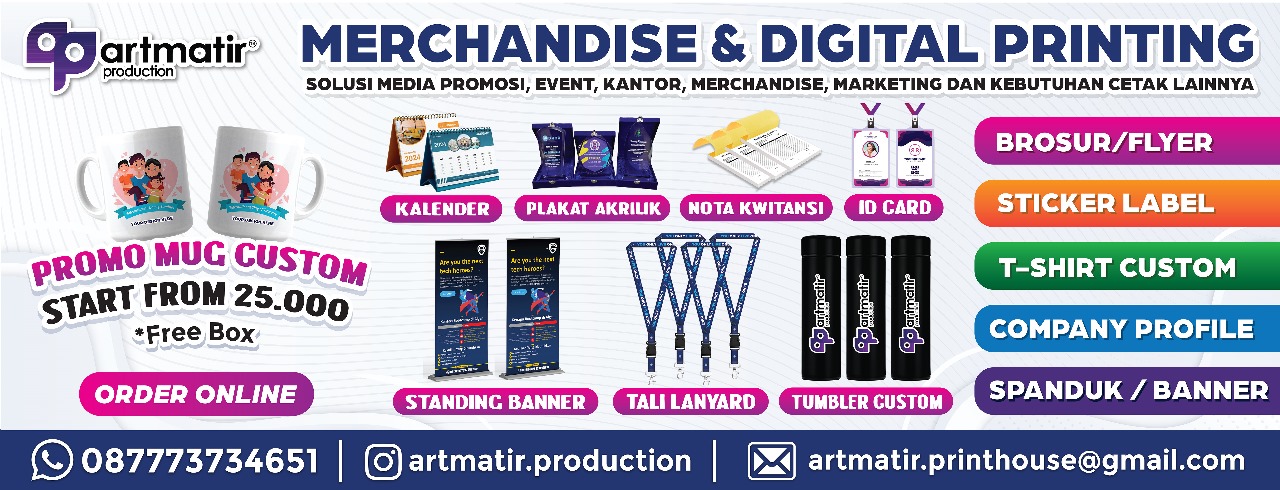 artmatir®
production
MERCHANDISE & DIGITAL PRINTING
SOLUSI MEDIA PROMOSI, EVENT, KANTOR, MERCHANDISE, MARKETING DAN KEBUTUHAN CETAK LAINNYA
PROMO MUG CUSTOM
START FROM 25.000
*Free Box
ORDER ONLINE
2024
2024
KALENDER
PLAKAT AKRILIK
NOTA KWITANSI
ID CARD
Are you the next
tech heroes?
Are you the next
tech heroes?
STANDING BANNER
TALI LANYARD
artmatir
artmatir
artmatir
TUMBLER CUSTOM
BROSUR/FLYER
STICKER LABEL
T-SHIRT CUSTOM
COMPANY PROFILE
SPANDUK / BANNER
087773734651
artmatir.production
artmatir.printhouse@gmail.com